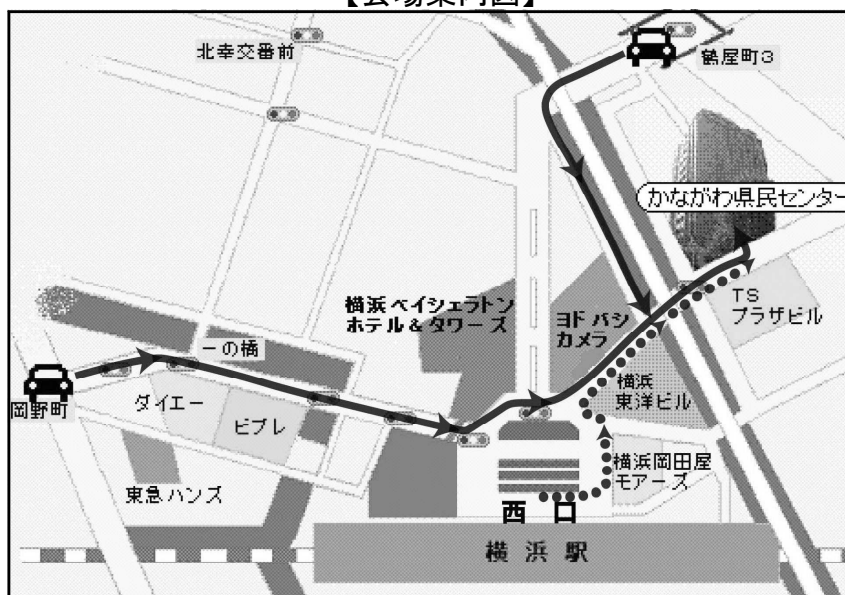 【会場案内図】
北幸交番前
鶴屋町3
かながわ県民センター
横浜ベイシェラトン
ホテル&タワーズ
ヨドバシ
カメラ
TS
プラザビル
一の橋
岡野町
ダイエー
ビブレ
横浜
東洋ビル
東急ハンズ
横浜岡田屋
モアーズ
西口
横浜駅